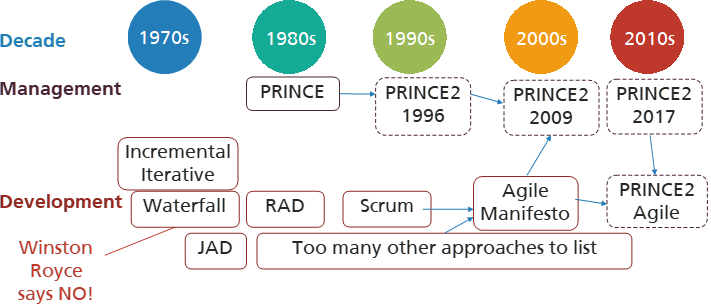 Decade
1970s
1980s
1990s
2000s
2010s
Management
PRINCE
PRINCE2
1996
PRINCE2
2009
PRINCE2
2017
Incremental
Iterative
Development
Waterfall
RAD
Scrum
Agile
Manifesto
PRINCE2
Agile
Winston
Royce
says NO!
JAD
Too many other approaches to list